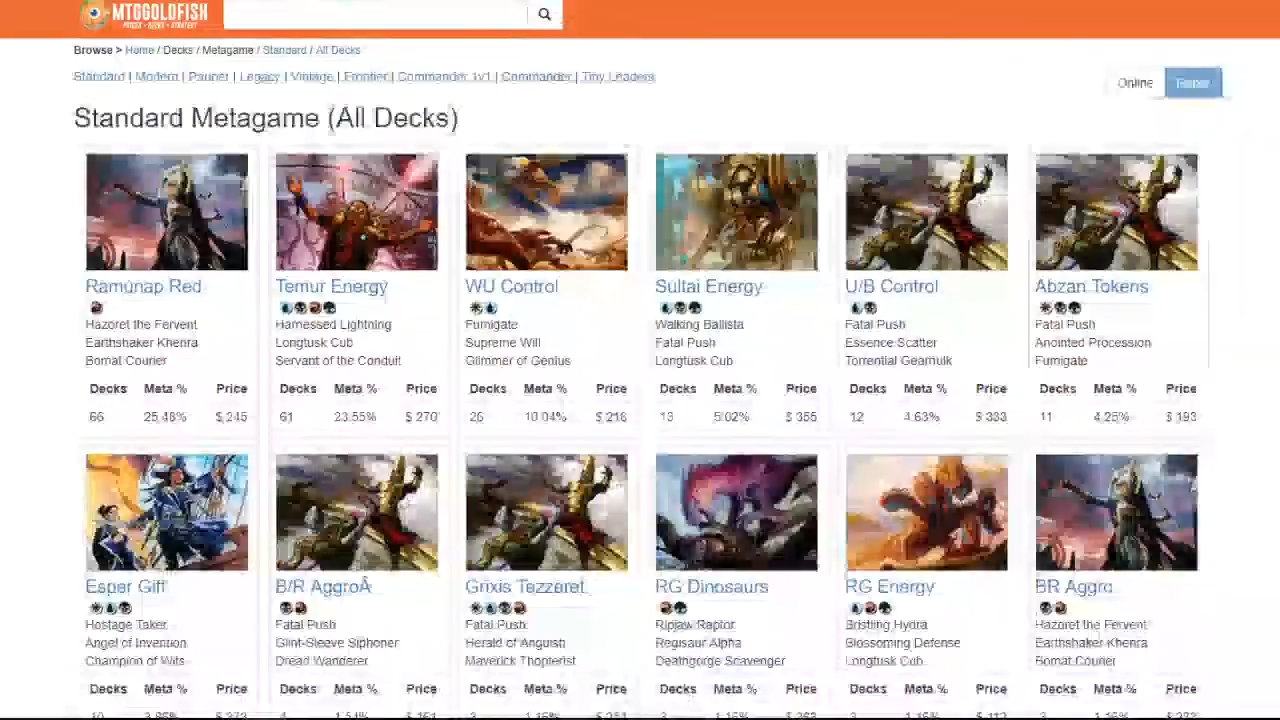 MTGGOLDFISH
PRICES • DECKS • STRATEGY
Browse > Home / Decks / Metagame / Standard / All Decks
Standard | Modern | Pauper | Legacy | Vintage | Frontier | Commander 1v1 | Commander | Tiny Leaders
Online Paper
Standard Metagame (All Decks)
Ramunap Red Temur Energy WU Control Sultai Energy U/B Control Abzan Tokens
Hazoret the Fervent Harnessed Lightning Fumigate Walking Ballista Fatal Push Fatal Push
Earthshaker Khenra Longtusk Cub Supreme Will Fatal Push Essence Scatter Anointed Procession
Bomat Courier Servant of the Conduit Glimmer of Genius Longtusk Cub Torrential Gearhulk Fumigate
Decks Meta % Price Decks Meta % Price Decks Meta % Price Decks Meta % Price Decks Meta % Price Decks Meta % Price
66 25.48% $ 245 61 23.55% $ 270 26 10.04% $ 218 13 5.02% $ 355 12 4.63% $ 333 11 4.25% $ 193
Esper Gift B/R AggroÂ Grixis Tezzeret RG Dinosaurs RG Energy BR Aggro
Hostage Taker Fatal Push Fatal Push Ripjaw Raptor Bristling Hydra Hazoret the Fervent
Angel of Invention Glint-Sleeve Siphoner Herald of Anguish Regisaur Alpha Blossoming Defense Earthshaker Khenra
Champion of Wits Dread Wanderer Maverick Thopterist Deathgorge Scavenger Longtusk Cub Bomat Courier
Decks Meta % Price Decks Meta % Price Decks Meta % Price Decks Meta % Price Decks Meta % Price Decks Meta % Price